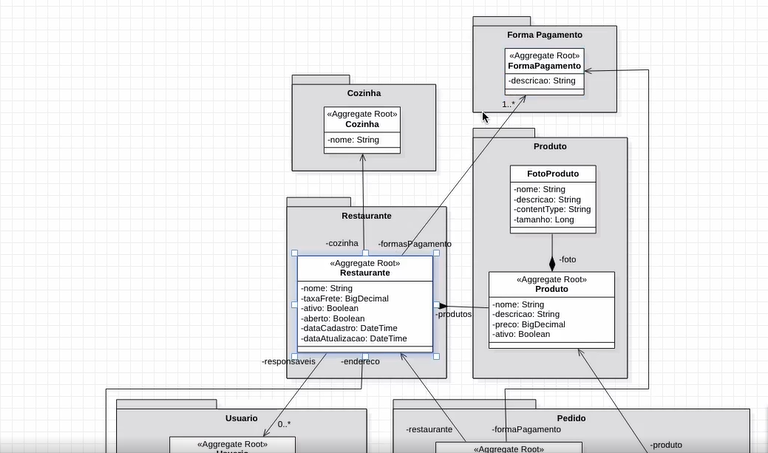 Forma Pagamento
«Aggregate Root»
FormaPagamento
-descricao: String
1..*
Cozinha
«Aggregate Root»
Cozinha
-nome: String
Produto
FotoProduto
-nome: String
-descricao: String
-contentType: String
-tamanho: Long
-foto
«Aggregate Root»
Produto
-nome: String
-descricao: String
-preco: BigDecimal
-ativo: Boolean
Restaurante
-cozinha
-formasPagamento
«Aggregate Root»
Restaurante
-nome: String
-taxaFrete: BigDecimal
-ativo: Boolean
-aberto: Boolean
-dataCadastro: DateTime
-dataAtualizacao: DateTime
-produtos
-responsaveis
-endereco
Usuario
0..*
«Aggregate Root»
Usuario
Pedido
-restaurante
-formaPagamento
-produto
«Aggregate Root»